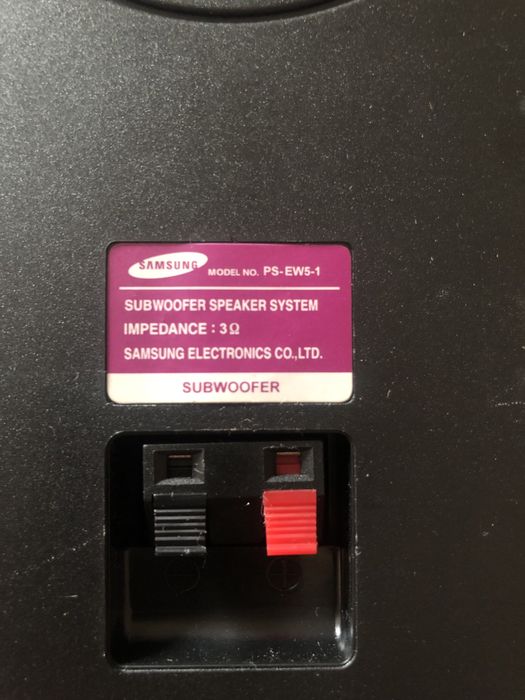 SAMSUNG MODEL NO. PS-EW5-1
SUBWOOFER SPEAKER SYSTEM
IMPEDANCE : 3Ω
SAMSUNG ELECTRONICS CO.,LTD.
SUBWOOFER